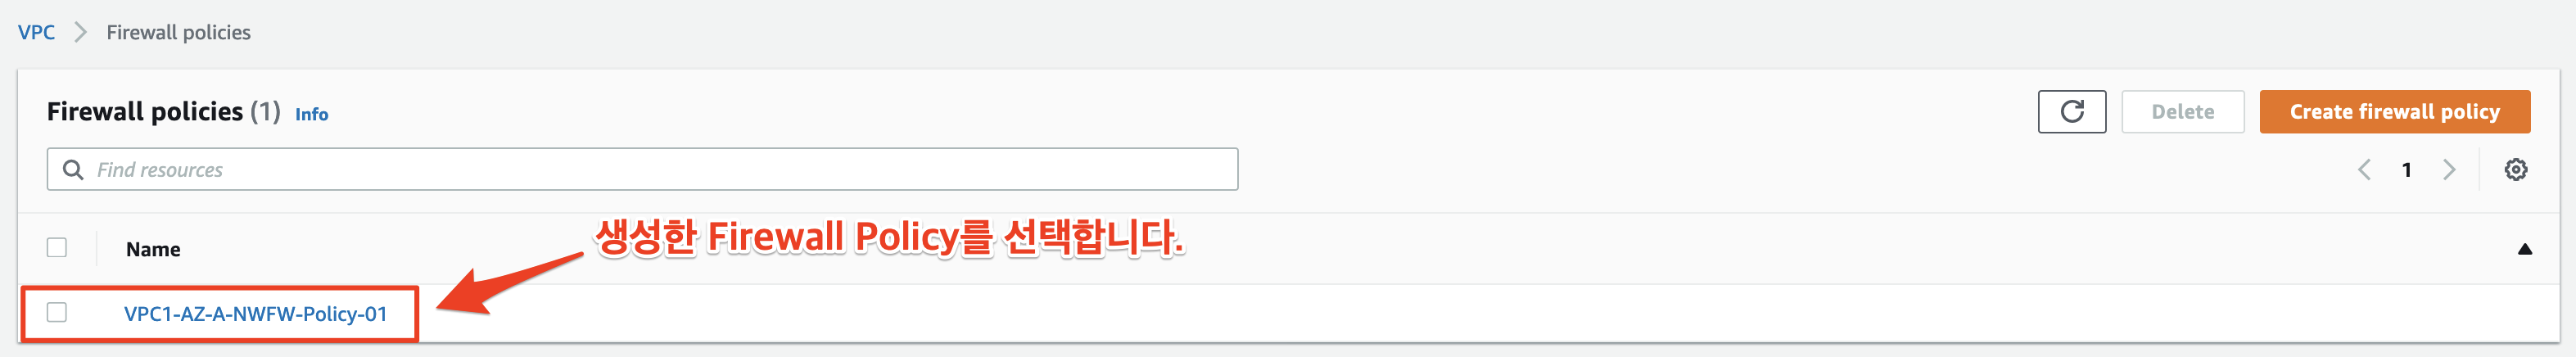 VPC > Firewall policies
Firewall policies (1) Info
Delete
Create firewall policy
Find resources
1
생성한 Firewall Policy를 선택합니다.
Name
VPC1-AZ-A-NWFW-Policy-01